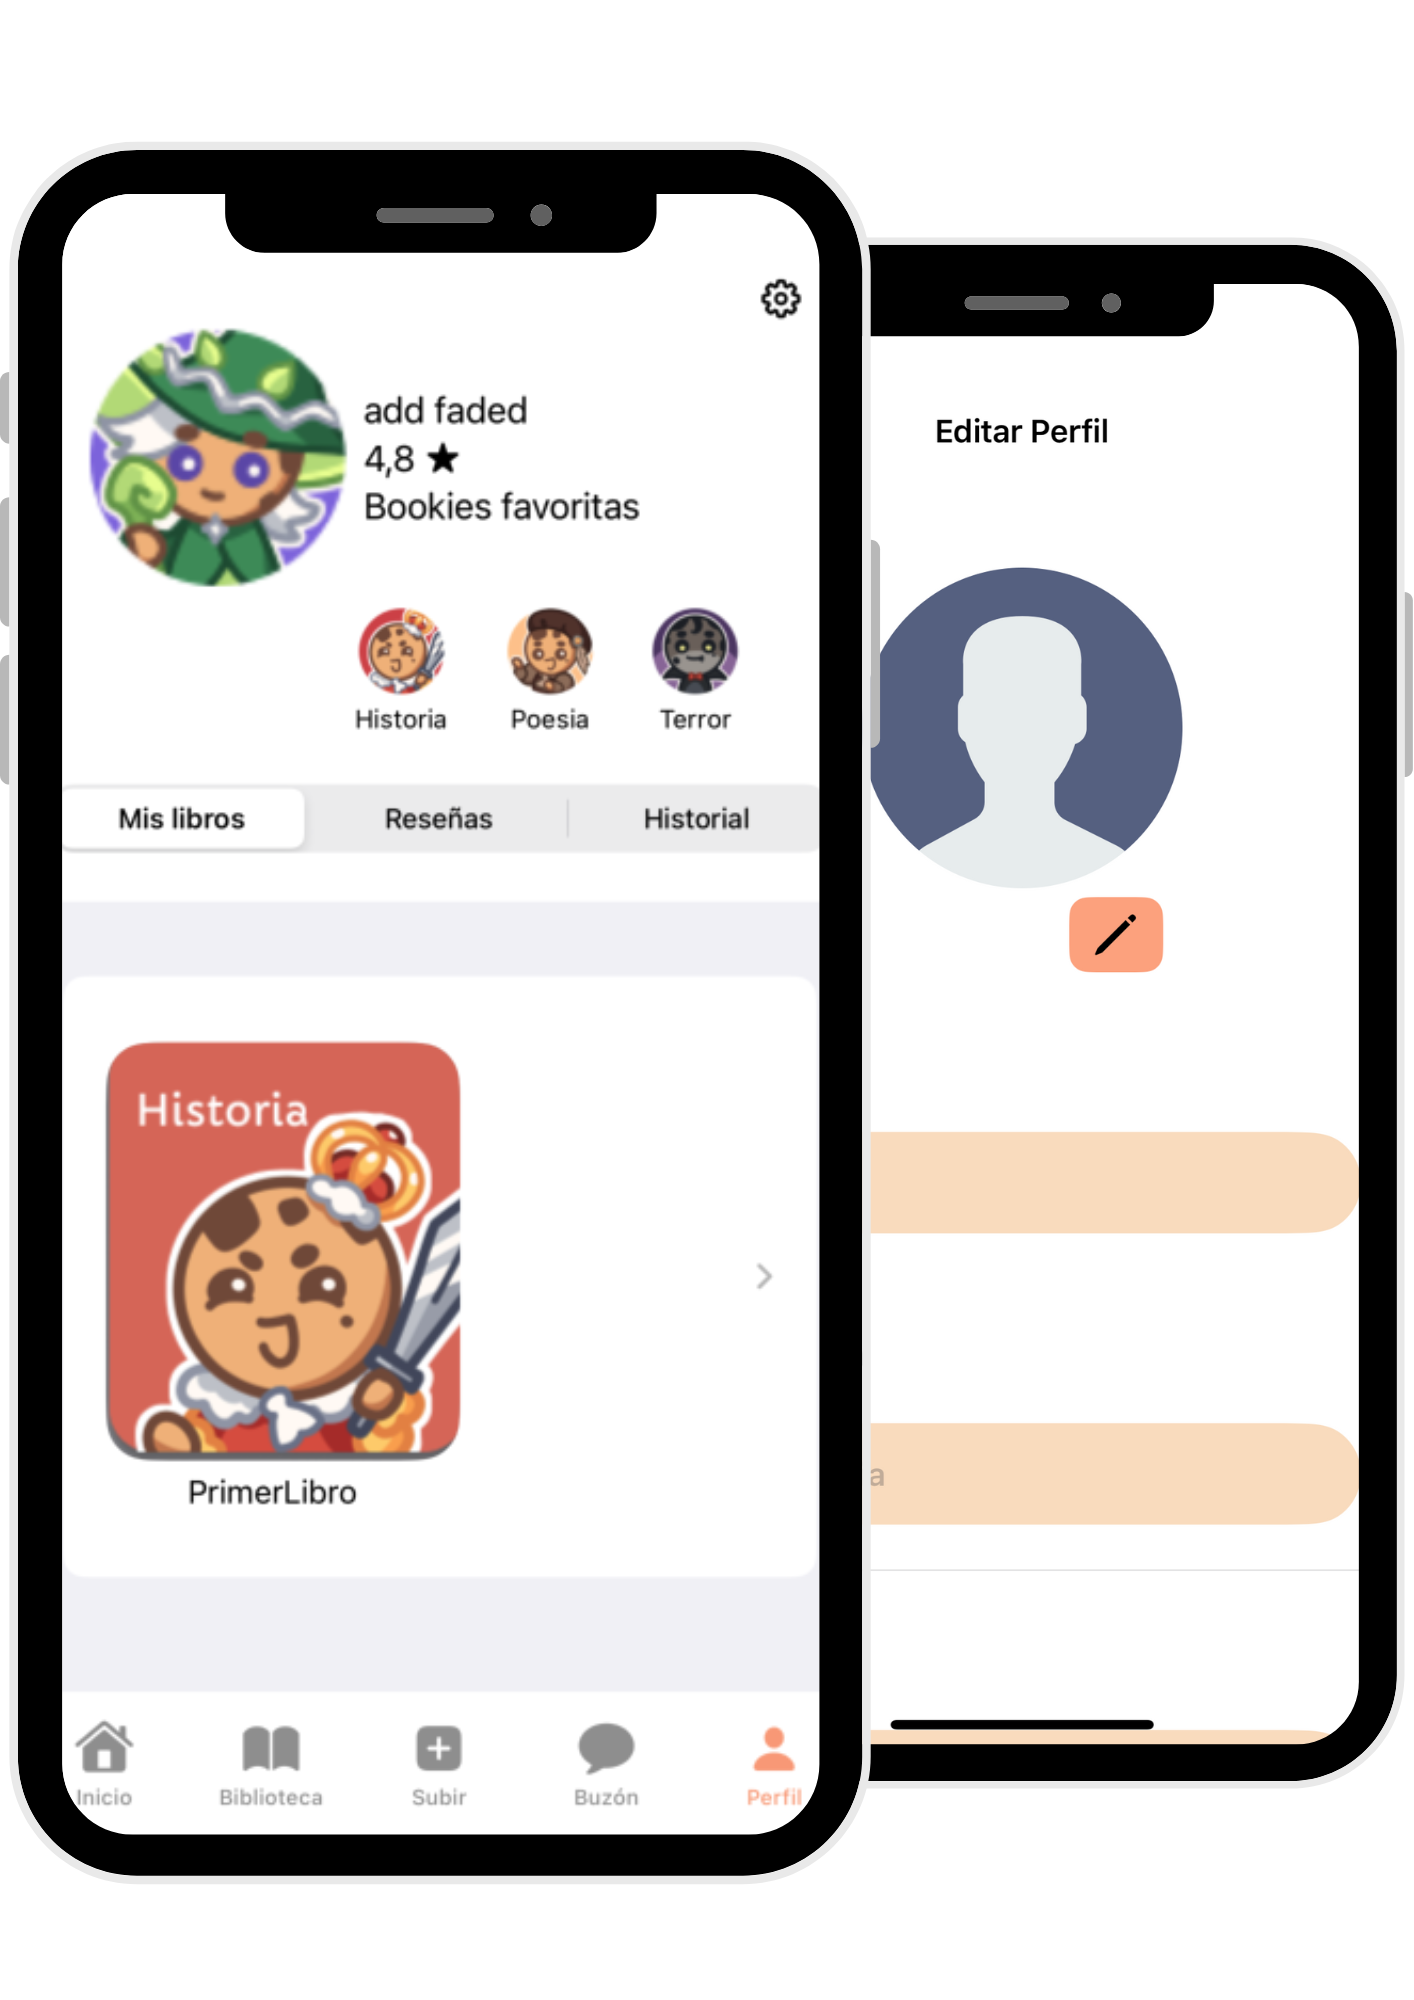 add faded
4,8 ★
Bookies favoritas
Historia
Poesia
Terror
Mis libros
Reseñas
Historial
Historia
PrimerLibro
Inicio
Biblioteca
Subir
Buzón
Perfil
Editar Perfil
a